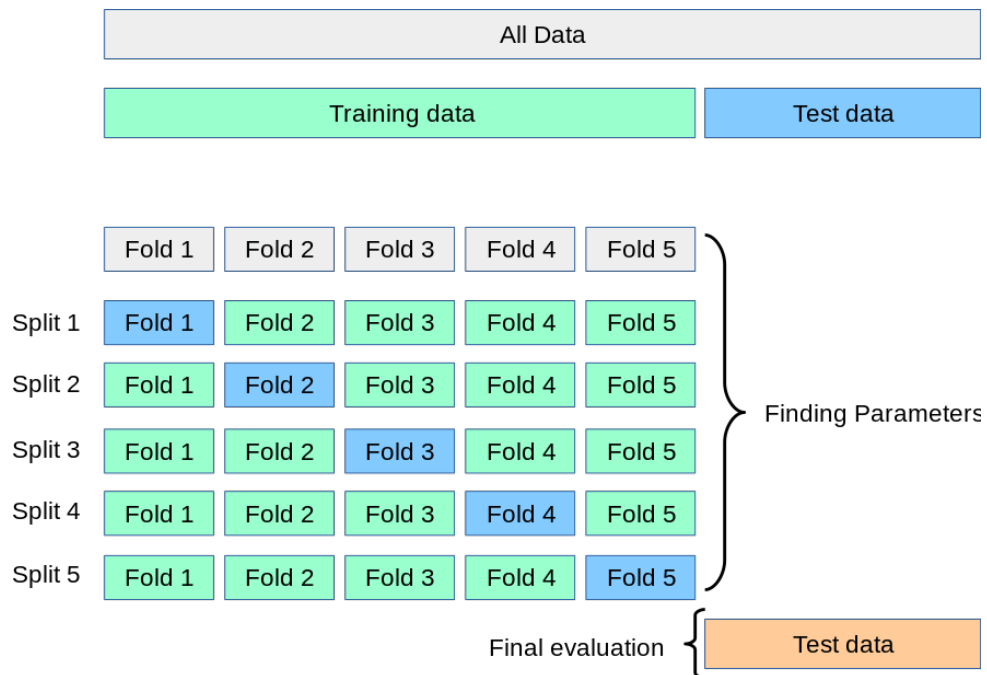 All Data
Training data Test data
Fold 1 Fold 2 Fold 3 Fold 4 Fold 5
Split 1 Fold 1 Fold 2 Fold 3 Fold 4 Fold 5
Split 2 Fold 1 Fold 2 Fold 3 Fold 4 Fold 5
Finding Parameters
Split 3 Fold 1 Fold 2 Fold 3 Fold 4 Fold 5
Split 4 Fold 1 Fold 2 Fold 3 Fold 4 Fold 5
Split 5 Fold 1 Fold 2 Fold 3 Fold 4 Fold 5
Final evaluation Test data